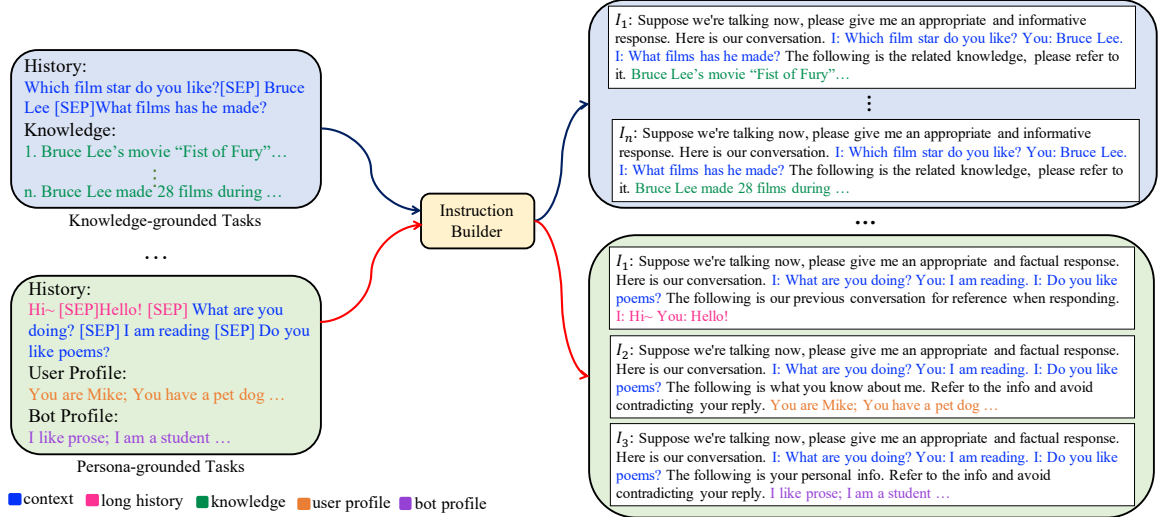 History:
Which film star do you like?[SEP] Bruce
Lee [SEP]What films has he made?
Knowledge:
1. Bruce Lee's movie “Fist of Fury”…
⋮
n. Bruce Lee made 28 films during …
Knowledge-grounded Tasks
…
History:
Hi~ [SEP]Hello! [SEP] What are you
doing? [SEP] I am reading [SEP] Do you
like poems?
User Profile:
You are Mike; You have a pet dog …
Bot Profile:
I like prose; I am a student …
Persona-grounded Tasks
context long history knowledge user profile bot profile
Instruction
Builder
I1: Suppose we're talking now, please give me an appropriate and informative
response. Here is our conversation. I: Which film star do you like? You: Bruce Lee.
I: What films has he made? The following is the related knowledge, please refer to
it. Bruce Lee's movie “Fist of Fury”…
⋮
In: Suppose we're talking now, please give me an appropriate and informative
response. Here is our conversation. I: Which film star do you like? You: Bruce Lee.
I: What films has he made? The following is the related knowledge, please refer to
it. Bruce Lee made 28 films during …
…
I1: Suppose we're talking now, please give me an appropriate and factual response.
Here is our conversation. I: What are you doing? You: I am reading. I: Do you like
poems? The following is our previous conversation for reference when responding.
I: Hi~ You: Hello!
I2: Suppose we're talking now, please give me an appropriate and factual response.
Here is our conversation. I: What are you doing? You: I am reading. I: Do you like
poems? The following is what you know about me. Refer to the info and avoid
contradicting your reply. You are Mike; You have a pet dog …
I3: Suppose we're talking now, please give me an appropriate and factual response.
Here is our conversation. I: What are you doing? You: I am reading. I: Do you like
poems? The following is your personal info. Refer to the info and avoid
contradicting your reply. I like prose; I am a student …